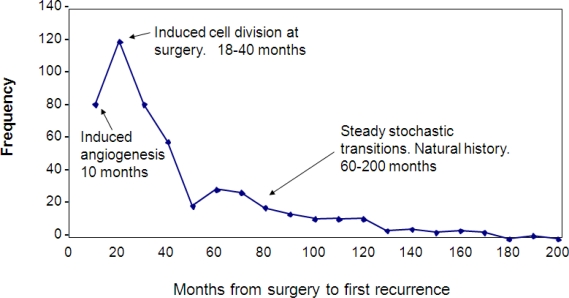 140
120
100
80
60
40
20
0
Frequency
Induced cell division at
surgery.   18-40 months
Induced
angiogenesis
10 months
Steady stochastic
transitions. Natural history.
60-200 months
0 20 40 60 80 100 120 140 160 180 200
Months from surgery to first recurrence